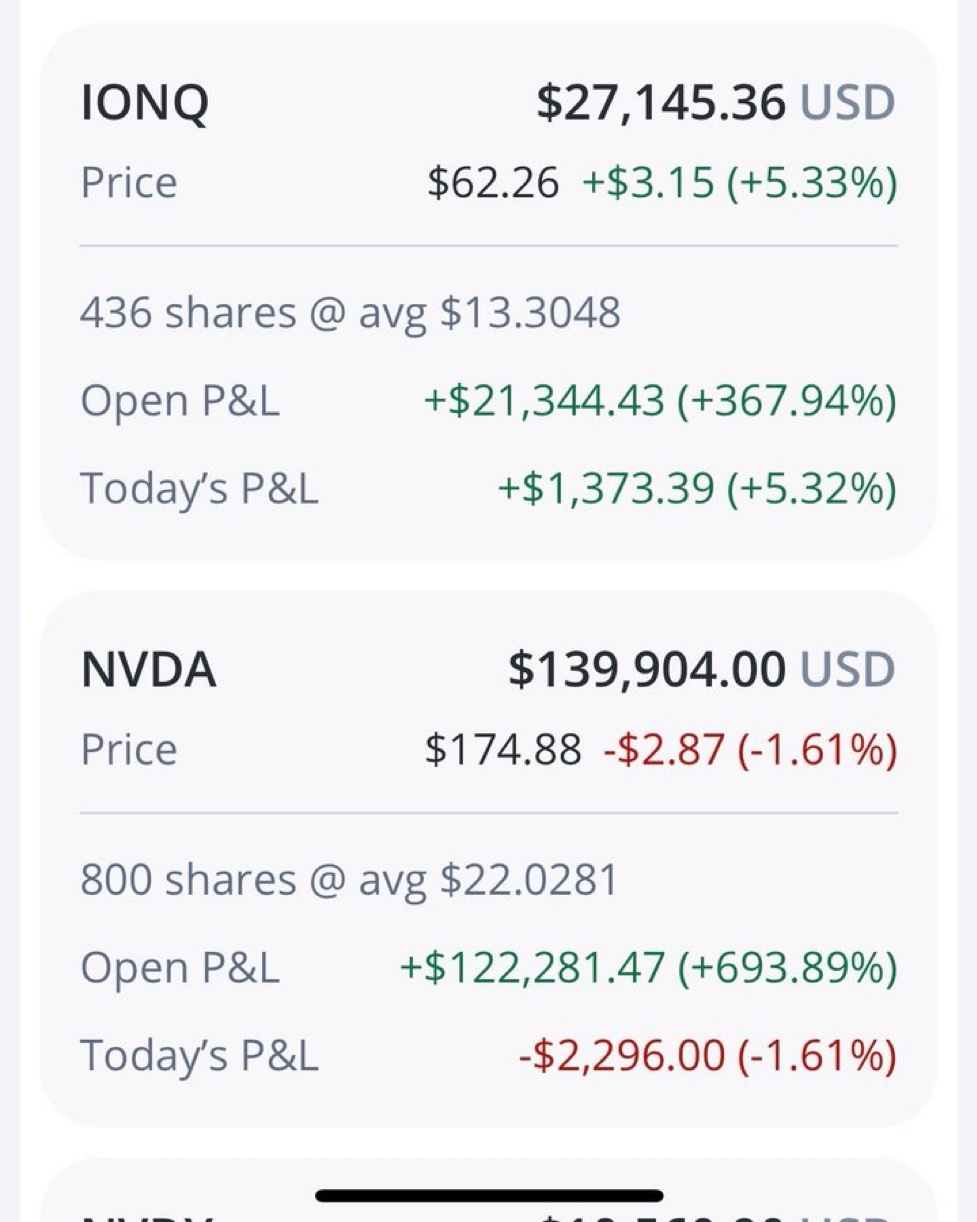 IONQ $27,145.36 USD
Price $62.26 +$3.15 (+5.33%)
436 shares @ avg $13.3048
Open P&L +$21,344.43 (+367.94%)
Today’s P&L +$1,373.39 (+5.32%)
NVDA $139,904.00 USD
Price $174.88 -$2.87 (-1.61%)
800 shares @ avg $22.0281
Open P&L +$122,281.47 (+693.89%)
Today’s P&L -$2,296.00 (-1.61%)
USD